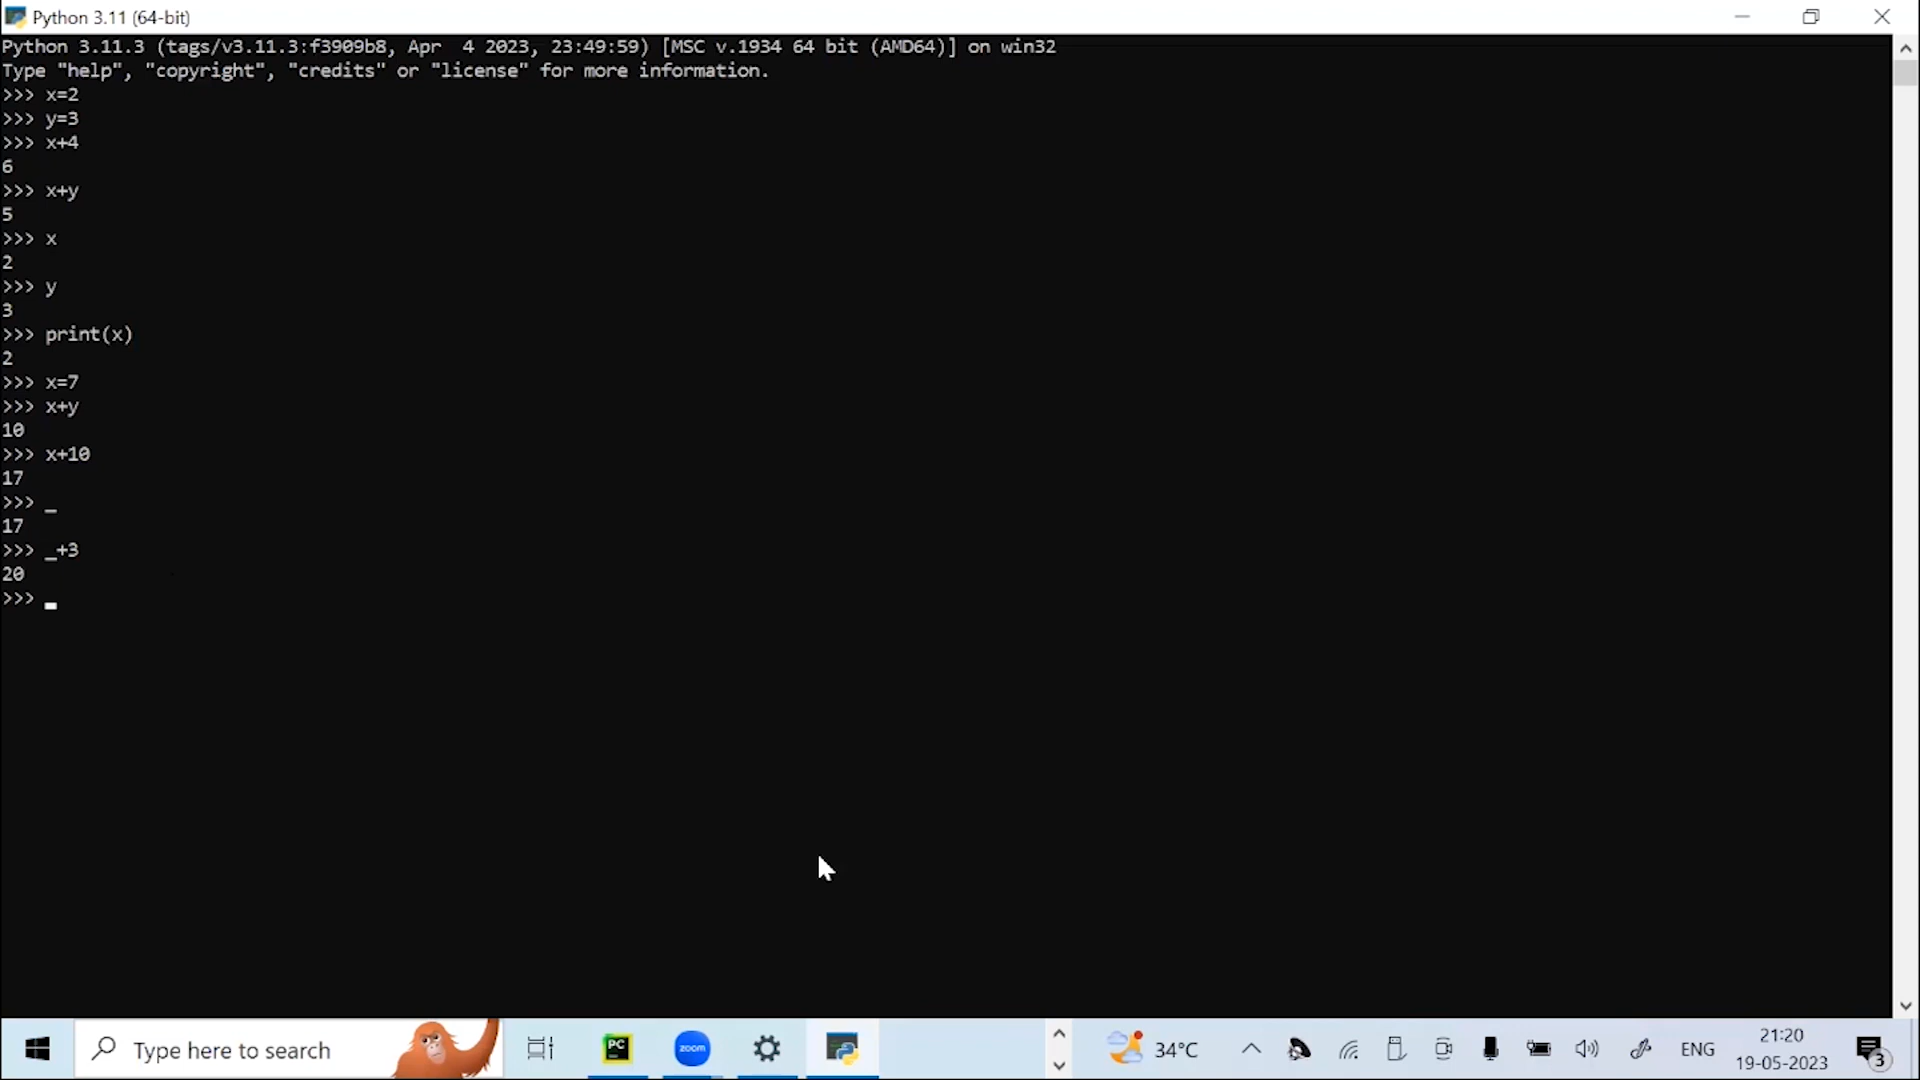 Python 3.11 (64-bit)
Python 3.11.3 (tags/v3.11.3:f3909b8, Apr  4 2023, 23:49:59) [MSC v.1934 64 bit (AMD64)] on win32
Type "help", "copyright", "credits" or "license" for more information.
>>> x=2
>>> y=3
>>> x+4
6
>>> x+y
5
>>> x
2
>>> y
3
>>> print(x)
2
>>> x=7
>>> x+y
10
>>> x+10
17
>>> _
17
>>> _+3
20
>>>
Type here to search
PC
zoom
34°C
ENG
21:20
19-05-2023
3